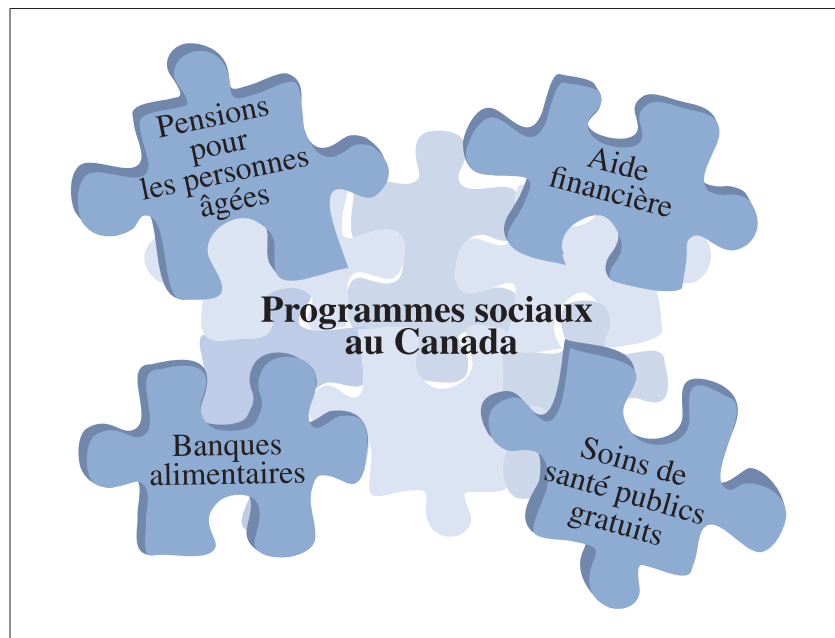 Pensions
pour
les personnes
âgées
Aide
financière
Programmes sociaux
au Canada
Banques
alimentaires
Soins de
santé publics
gratuits